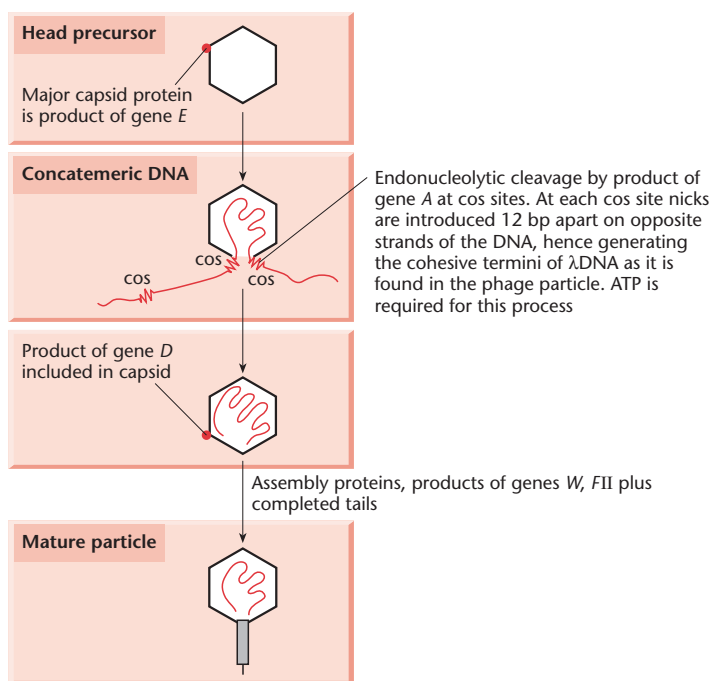 Head precursor
Major capsid protein
is product of gene E
Concatemeric DNA
Endonucleolytic cleavage by product of
gene A at cos sites. At each cos site nicks
are introduced 12 bp apart on opposite
strands of the DNA, hence generating
the cohesive termini of λDNA as it is
found in the phage particle. ATP is
required for this process
cos
cos
cos
Product of gene D
included in capsid
Assembly proteins, products of genes W, FII plus
completed tails
Mature particle